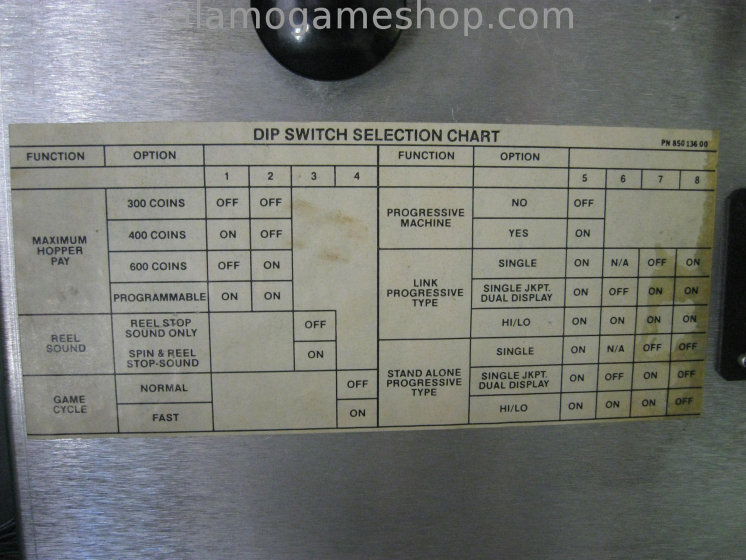 alamogameshop.com
DIP SWITCH SELECTION CHART
PN 850 136 00
FUNCTION OPTION FUNCTION OPTION
1 2 3 4 5 6 7 8
MAXIMUM
HOPPER
PAY
300 COINS OFF OFF
400 COINS ON OFF
600 COINS OFF ON
PROGRAMMABLE ON ON
REEL
SOUND
REEL STOP
SOUND ONLY
OFF
SPIN & REEL
STOP-SOUND
ON
GAME
CYCLE
NORMAL OFF
FAST ON
PROGRESSIVE
MACHINE
NO OFF
YES ON
LINK
PROGRESSIVE
TYPE
SINGLE ON N/A OFF ON
SINGLE JKPT.
DUAL DISPLAY
ON OFF ON ON
HI/LO ON ON ON ON
STAND ALONE
PROGRESSIVE
TYPE
SINGLE ON N/A OFF OFF
SINGLE JKPT.
DUAL DISPLAY
ON OFF ON OFF
HI/LO ON ON ON OFF